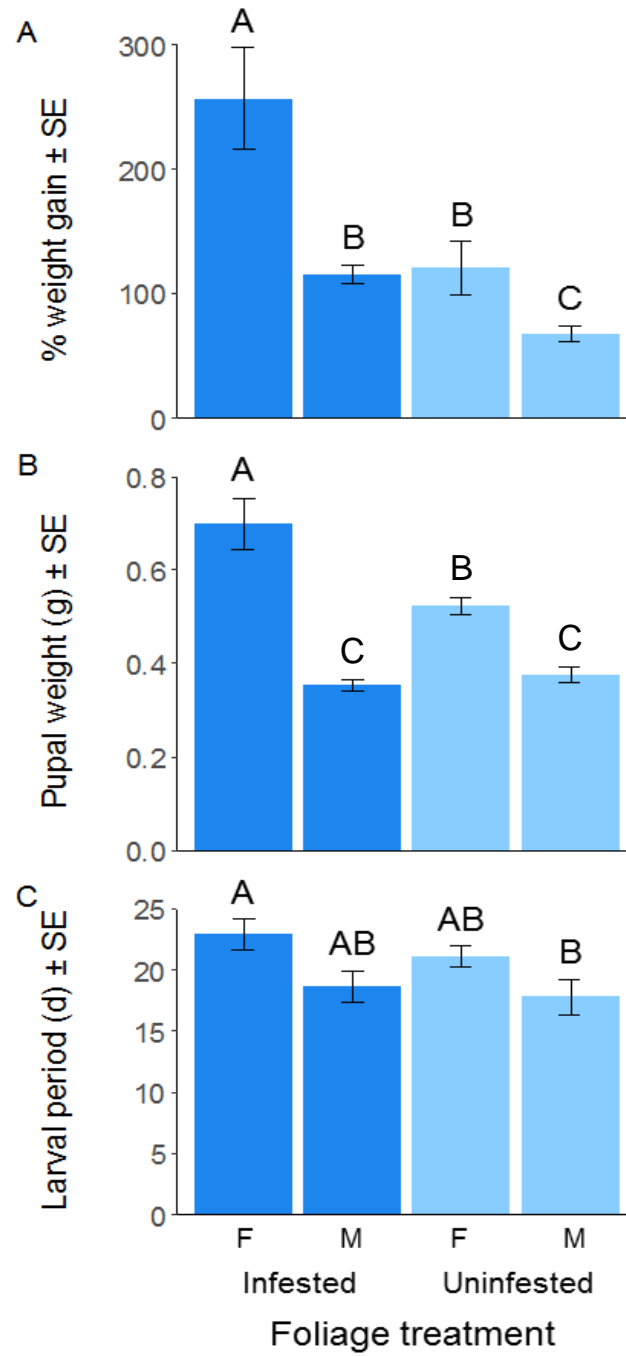 A
% weight gain ± SE
300
200
100
0
A
B
B
C
B
Pupal weight (g) ± SE
0.8
0.6
0.4
0.2
0.0
A
C
B
C
C
Larval period (d) ± SE
25
20
15
10
5
0
A
AB
AB
B
F M F M
Infested Uninfested
Foliage treatment